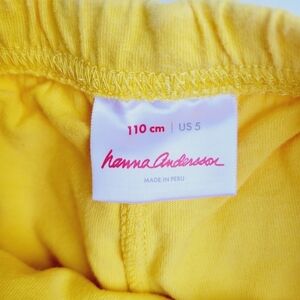 110 cm | US 5
hanna andersson
MADE IN PERU